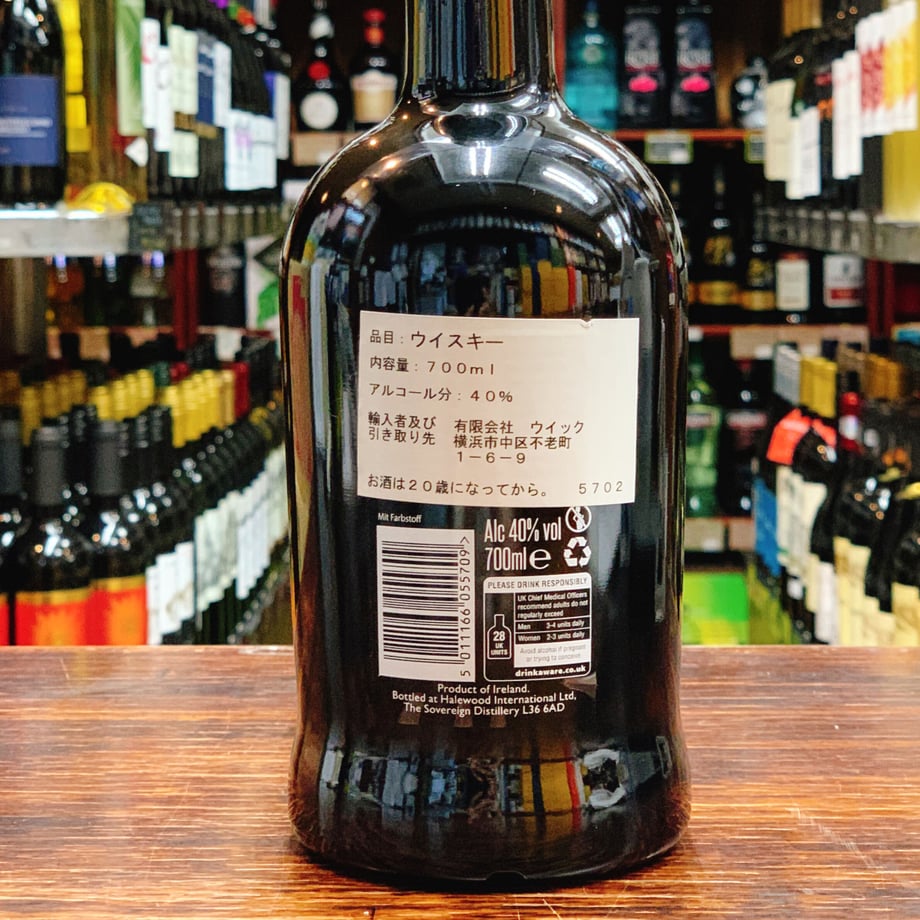 品目：ウイスキー
内容量：７００ｍｌ
アルコール分：４０％
輸入者及び 有限会社　ウイック
引き取り先 横浜市中区不老町
１－６－９
お酒は２０歳になってから。 ５７０２
Mit Farbstoff
Alc 40% vol
700ml e
5 011166 055709 >
PLEASE DRINK RESPONSIBLY
UK Chief Medical Officers
recommend adults do not
regularly exceed
Men 3-4 units daily
Women 2-3 units daily
28
UK
UNITS
Avoid alcohol if pregnant
or trying to conceive
drinkaware.co.uk
Product of Ireland.
Bottled at Halewood International Ltd,
The Sovereign Distillery L36 6AD